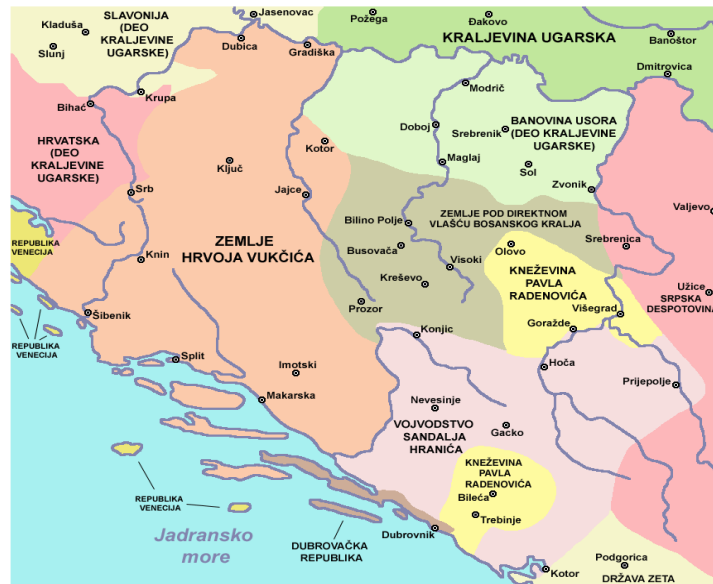 SLAVONIJA
(DEO
KRALJEVINE
UGARSKE)
Kladuša
Slunj
Jasenovac
Dubica
Gradiška
Požega
Đakovo
KRALJEVINA UGARSKA
Banoštor
Dmitrovica
Bihać
Krupa
HRVATSKA
(DEO
KRALJEVINE
UGARSKE)
Ključ
Kotor
Jajce
Srb
Modrič
Doboj
Srebrenik
BANOVINA USORA
(DEO KRALJEVINE
UGARSKE)
Maglaj
Sol
Zvonik
Valjevo
REPUBLIKA
VENECIJA
Knin
ZEMLJE
HRVOJA VUKČIĆA
Bilino Polje
ZEMLJE POD DIREKTNOM
VLAŠĆU BOSANSKOG KRALJA
Busovača
Visoki
Olovo
Srebrenica
Kreševo
Prozor
KNEŽEVINA
PAVLA
RADENOVIĆA
Višegrad
Goražde
Užice
SRPSKA
DESPOTOVINA
Šibenik
REPUBLIKA
VENECIJA
Split
Imotski
Makarska
Konjic
Hoča
Prijepolje
Nevesinje
VOJVODSTVO
SANDALJA
HRANIĆA
Gacko
KNEŽEVINA
PAVLA
RADENOVIĆA
Bileća
Trebinje
REPUBLIKA
VENECIJA
Jadransko
more
DUBROVAČKA
REPUBLIKA
Dubrovnik
Kotor
Podgorica
DRŽAVA ZETA